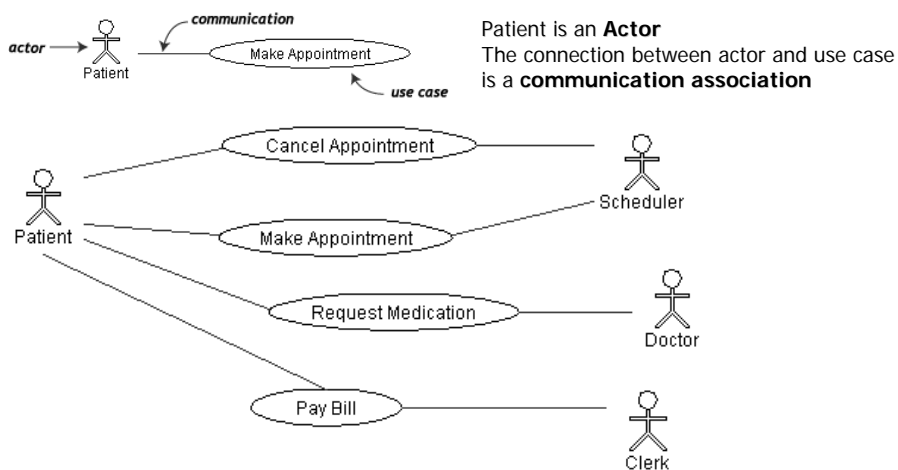 communication
actor
Patient
Make Appointment
use case
Patient is an Actor
The connection between actor and use case
is a communication association
Cancel Appointment
Scheduler
Patient
Make Appointment
Request Medication
Doctor
Pay Bill
Clerk